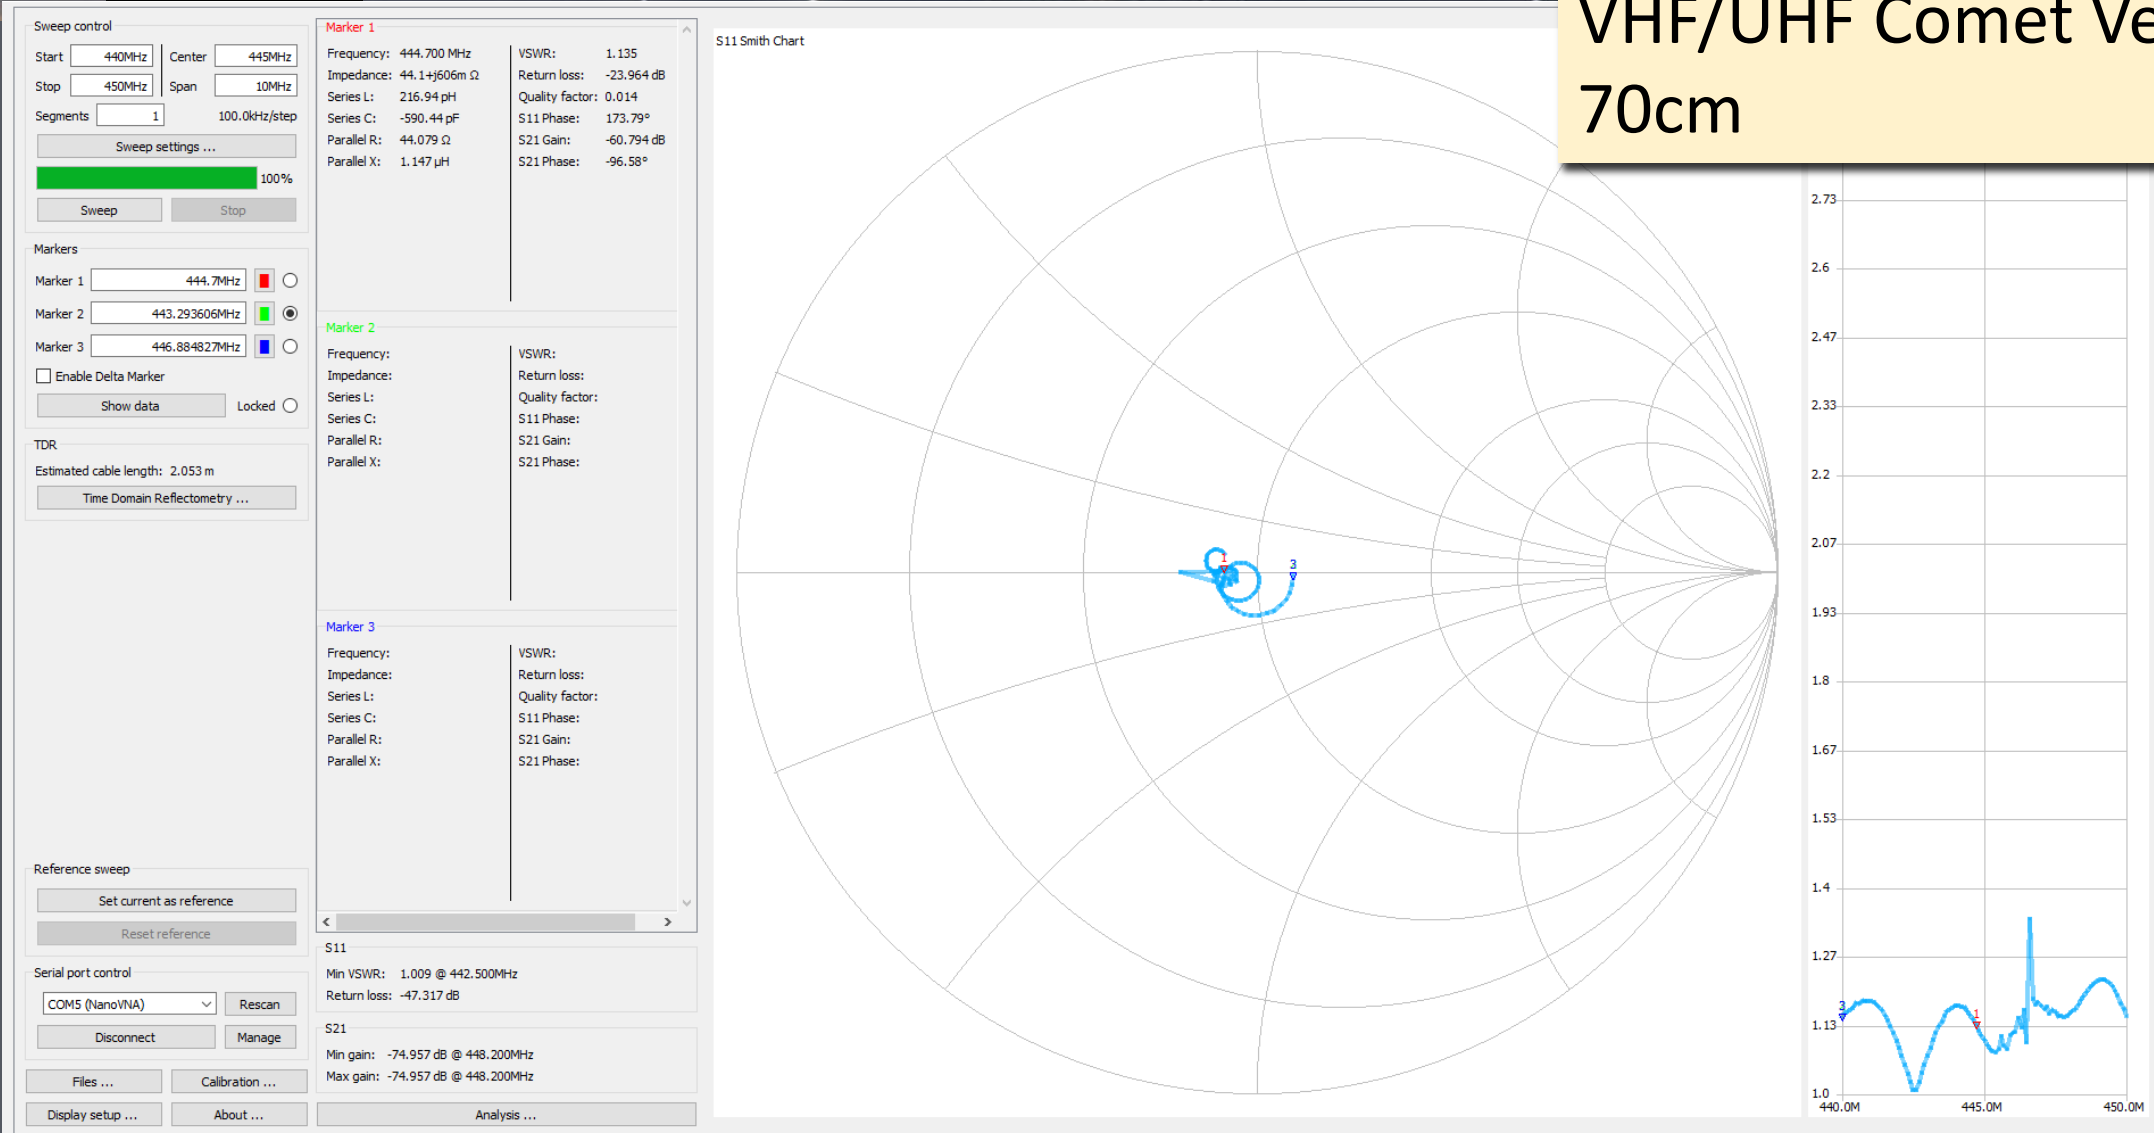 VHF/UHF Comet Ve
70cm
Sweep control
Start 440MHz Center 445MHz
Stop 450MHz Span 10MHz
Segments 1 100.0kHz/step
Sweep settings ...
100%
Sweep Stop
Markers
Marker 1 444.7MHz
Marker 2 443.293606MHz
Marker 3 446.884827MHz
Enable Delta Marker
Show data Locked
TDR
Estimated cable length: 2.053 m
Time Domain Reflectometry ...
Reference sweep
Set current as reference
Reset reference
Serial port control
COM5 (NanoVNA) Rescan
Disconnect Manage
Files ... Calibration ...
Display setup ... About ...
Marker 1
Frequency: 444.700 MHz VSWR: 1.135
Impedance: 44.1+j606m Ω Return loss: -23.964 dB
Series L: 216.94 pH Quality factor: 0.014
Series C: -590.44 pF S11 Phase: 173.79°
Parallel R: 44.079 Ω S21 Gain: -60.794 dB
Parallel X: 1.147 µH S21 Phase: -96.58°
Marker 2
Frequency: VSWR:
Impedance: Return loss:
Series L: Quality factor:
Series C: S11 Phase:
Parallel R: S21 Gain:
Parallel X: S21 Phase:
Marker 3
Frequency: VSWR:
Impedance: Return loss:
Series L: Quality factor:
Series C: S11 Phase:
Parallel R: S21 Gain:
Parallel X: S21 Phase:
S11
Min VSWR: 1.009 @ 442.500MHz
Return loss: -47.317 dB
S21
Min gain: -74.957 dB @ 448.200MHz
Max gain: -74.957 dB @ 448.200MHz
Analysis ...
S11 Smith Chart
1
3
2.73
2.6
2.47
2.33
2.2
2.07
1.93
1.8
1.67
1.53
1.4
1.27
3
1
1.13
1.0
440.0M 445.0M 450.0M